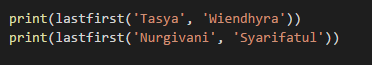 print(lastfirst('Tasya', 'Wiendhyra'))
print(lastfirst('Nurgivani', 'Syarifatul'))